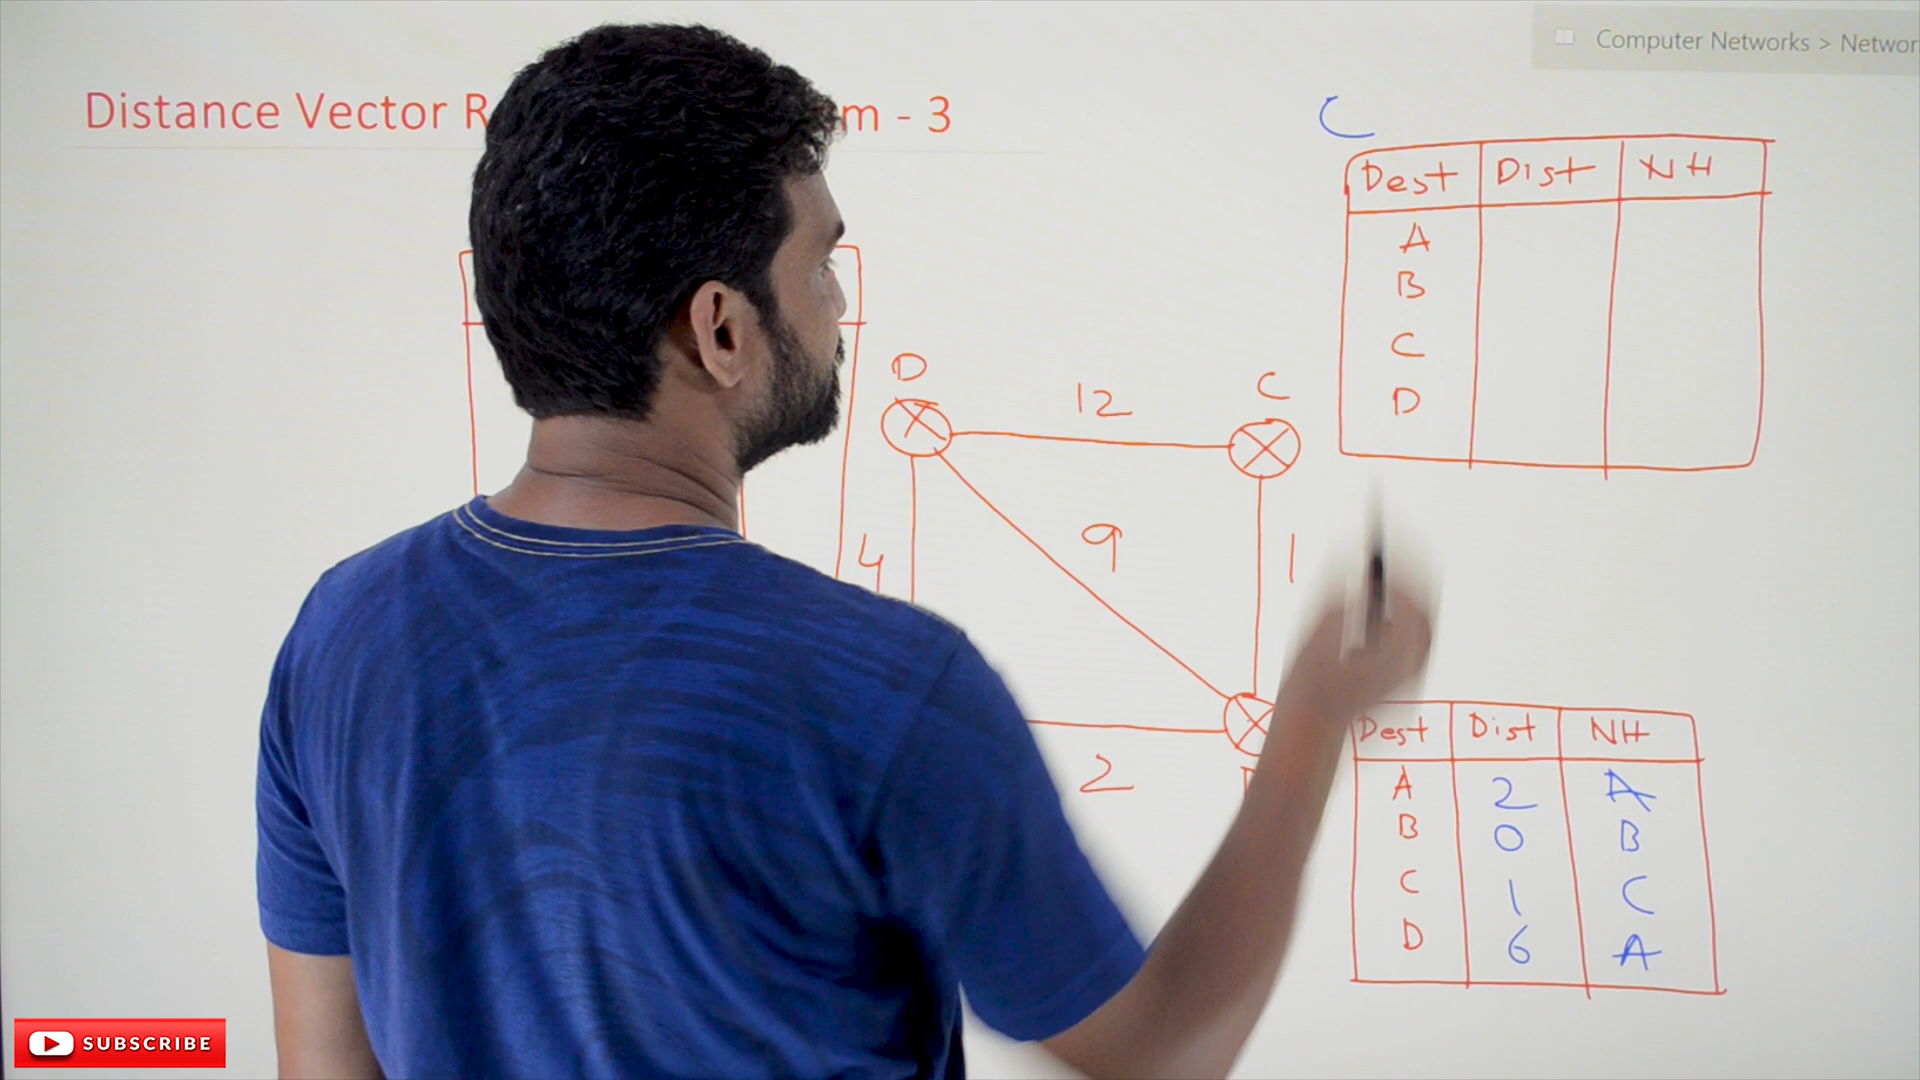 Computer Networks > Networ
Distance Vector R
m - 3
C
Dest Dist NH
A
B
C
D
D
12
C
9
4
1
2
Dest Dist NH
A 2 A
B 0 B
C 1 C
D 6 A
SUBSCRIBE